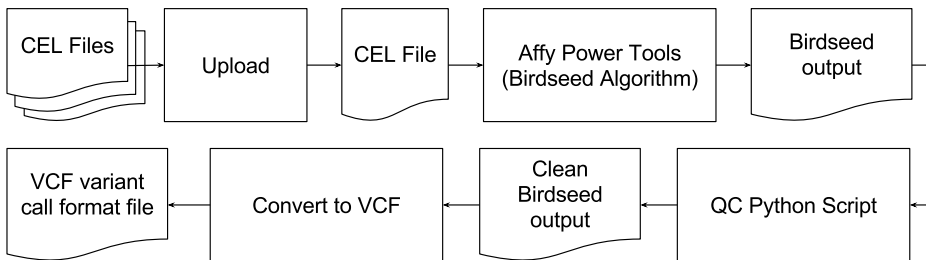 CEL Files
Upload
CEL File
Affy Power Tools
(Birdseed Algorithm)
Birdseed
output
QC Python Script
Clean
Birdseed
output
Convert to VCF
VCF variant
call format file